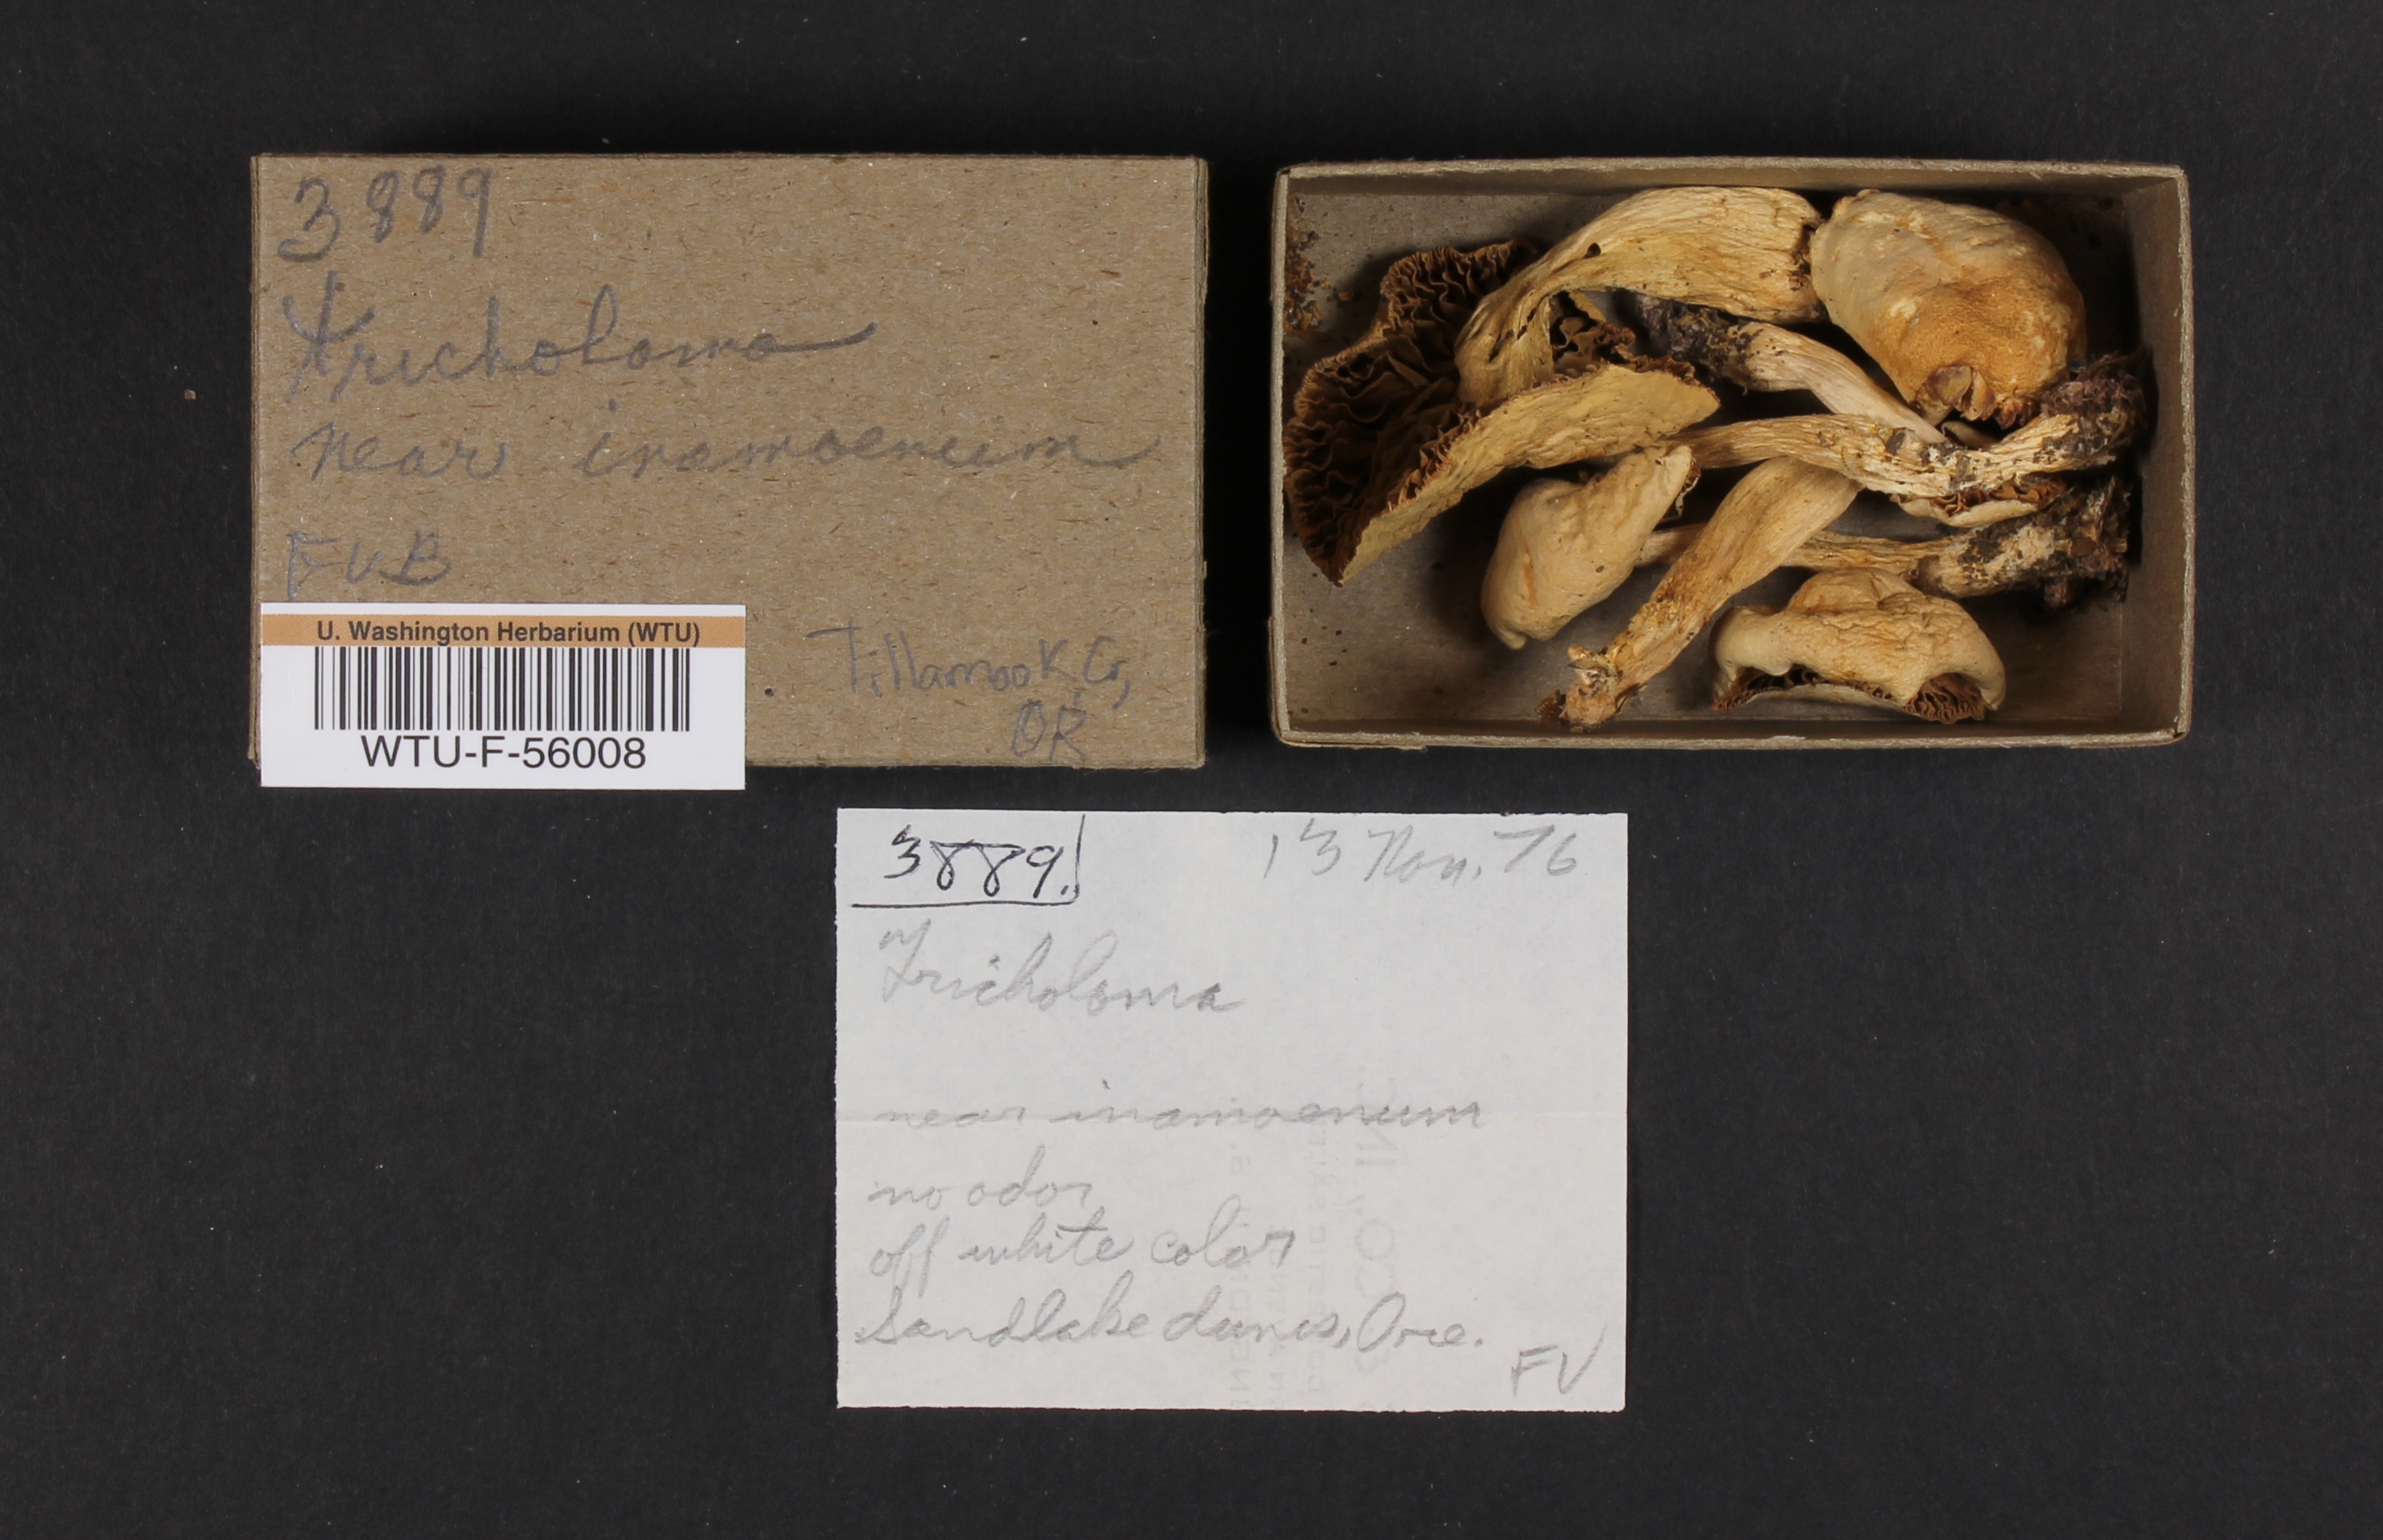 3889
Tricholoma
near inamoenum
FVB
U. Washington Herbarium (WTU)
WTU-F-56008
Tillamook Co,
OR
3889.
13 Nov. 76
Tricholoma
near inamoenum
no odor
off white color
Sandlake dunes, Ore.
FV